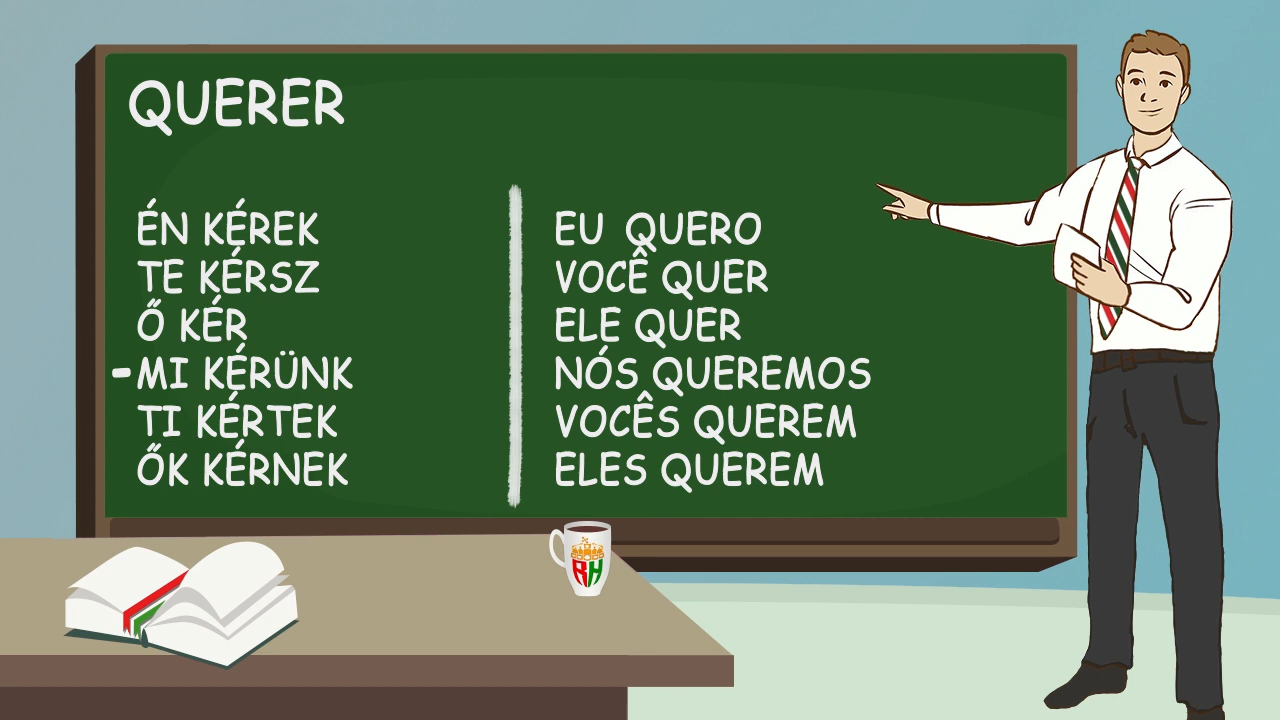 QUERER
ÉN KÉREK
TE KÉRSZ
Ő KÉR
-MI KÉRÜNK
TI KÉRTEK
ŐK KÉRNEK
EU QUERO
VOCÊ QUER
ELE QUER
NÓS QUEREMOS
VOCÊS QUEREM
ELES QUEREM
RH